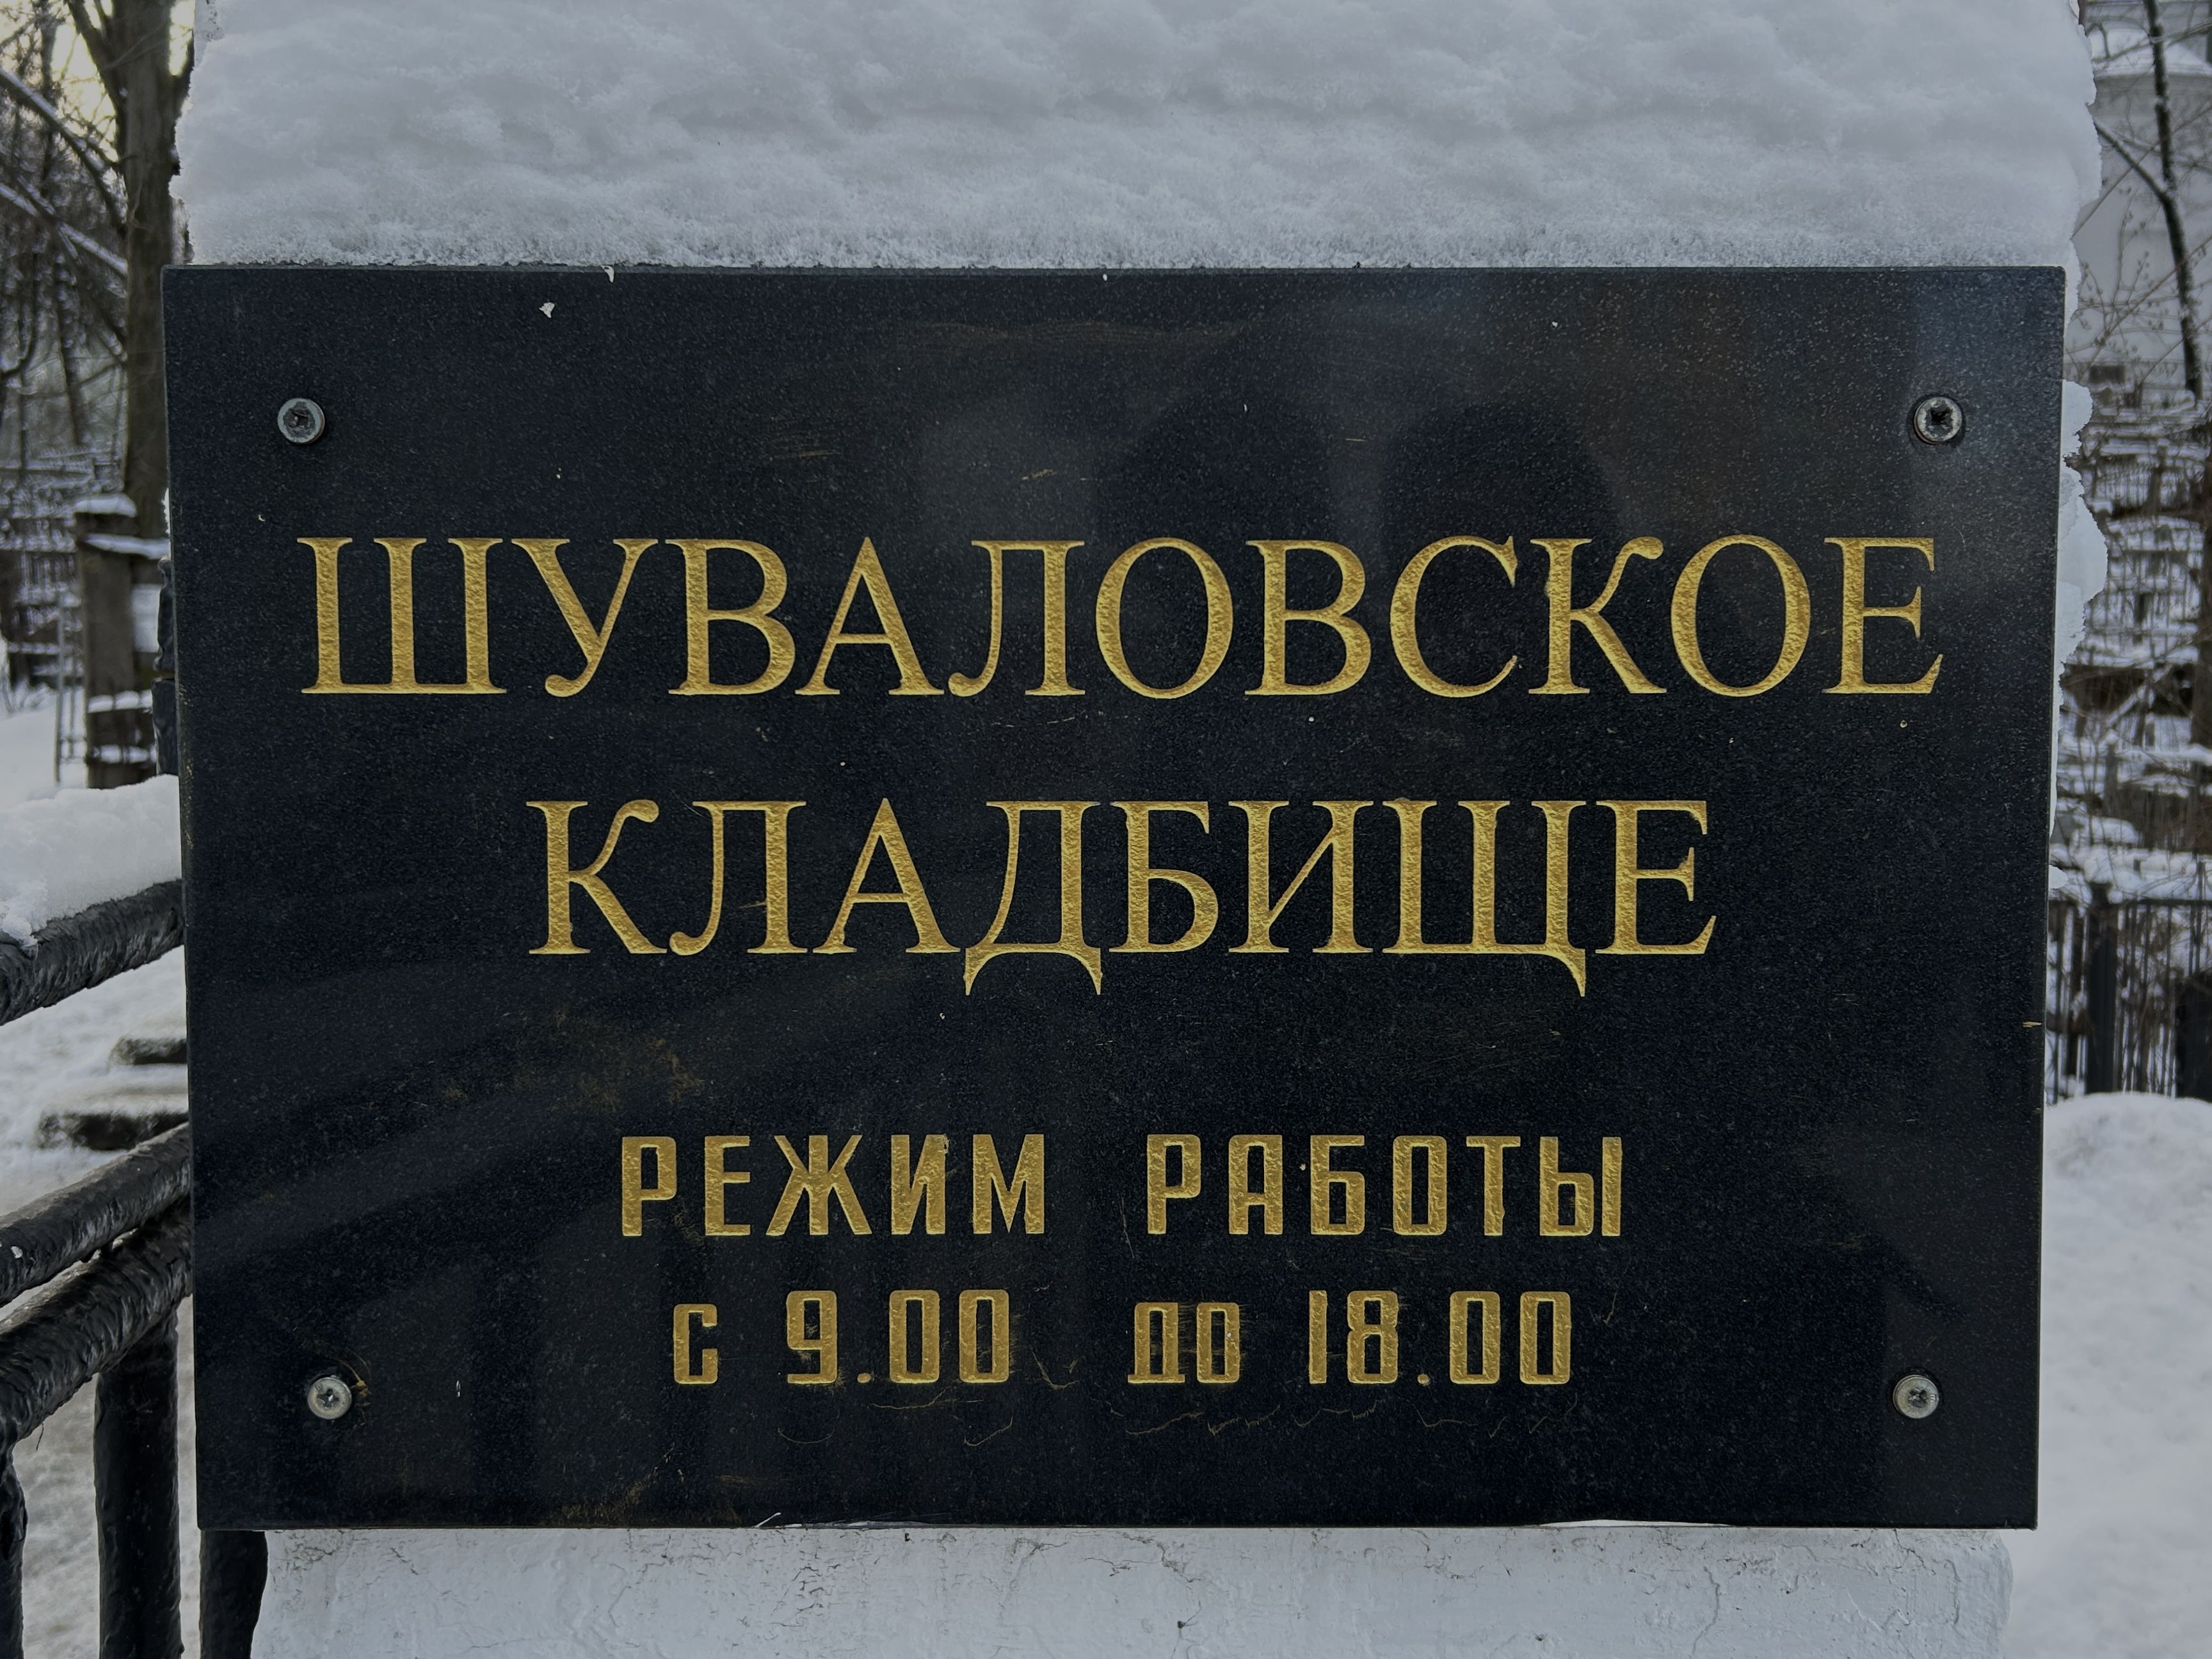 ШУВАЛОВСКОЕ
КЛАДБИЩЕ
РЕЖИМ РАБОТЫ
с 9.00 до 18.00